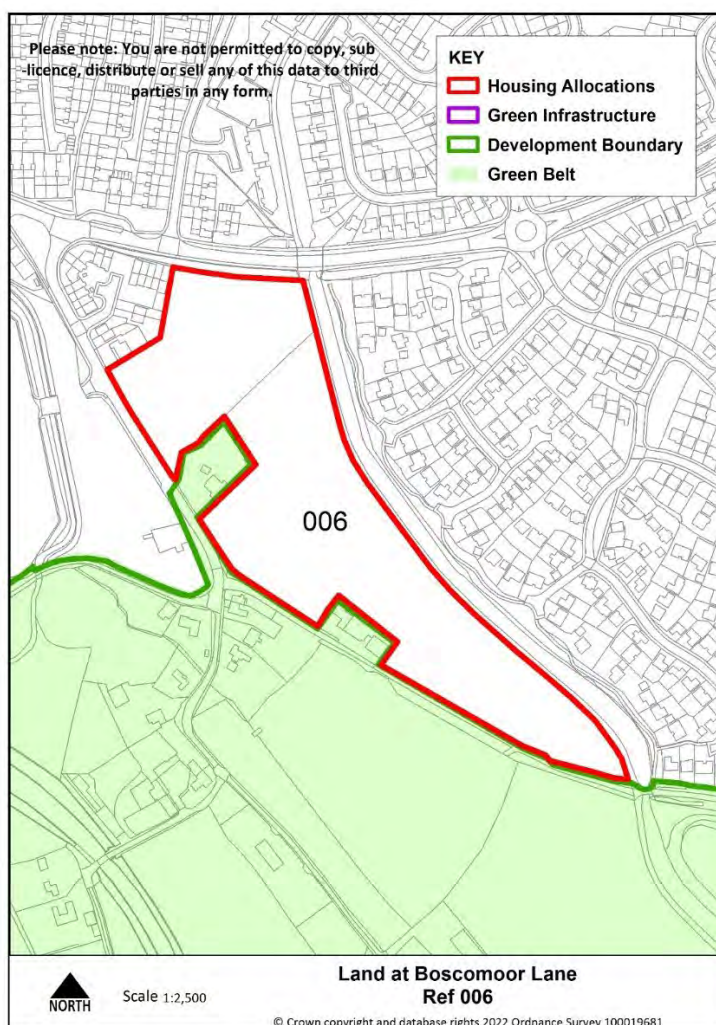 Please note: You are not permitted to copy, sub
-licence, distribute or sell any of this data to third
parties in any form.
KEY
Housing Allocations
Green Infrastructure
Development Boundary
Green Belt
006
NORTH
Scale 1:2,500
Land at Boscomoor Lane
Ref 006
© Crown copyright and database rights 2022 Ordnance Survey 100019681